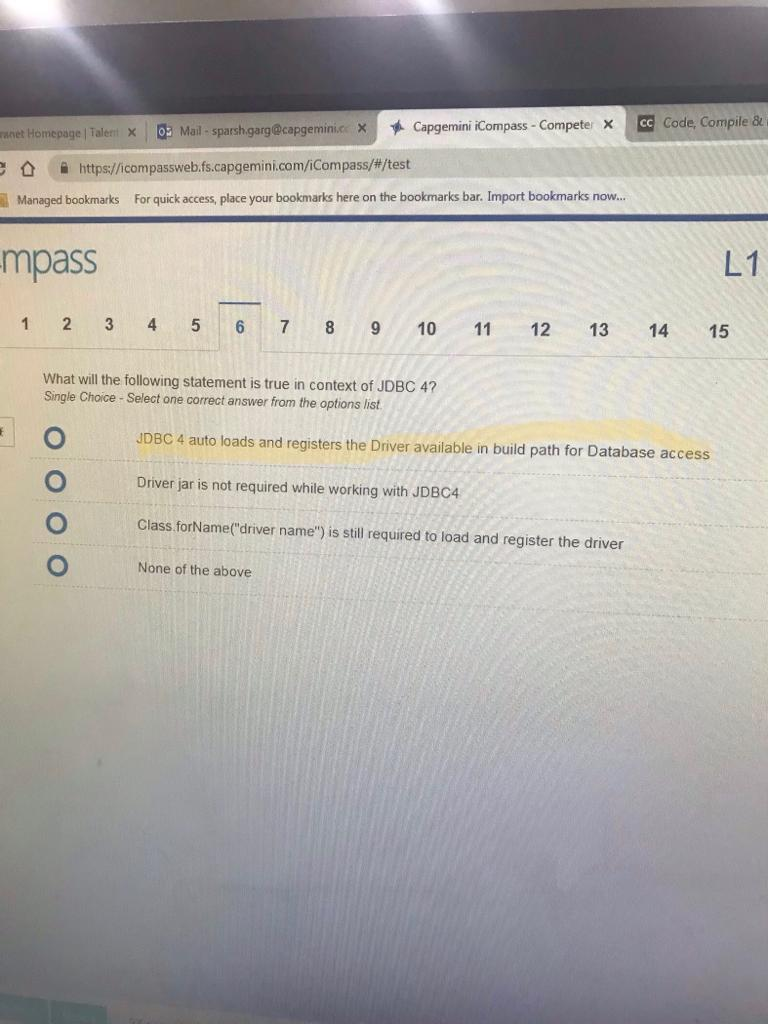 Homepage | Talent
Mail - sparsh.garg@capgemini.c
Capgemini iCompass - Competer
CC Code, Compile &
https://icompassweb.fs.capgemini.com/iCompass/#/test
Managed bookmarks For quick access, place your bookmarks here on the bookmarks bar. Import bookmarks now...
mpass
L1
1 2 3 4 5 6 7 8 9 10 11 12 13 14 15
What will the following statement is true in context of JDBC 4?
Single Choice - Select one correct answer from the options list.
JDBC 4 auto loads and registers the Driver available in build path for Database access
Driver jar is not required while working with JDBC4
Class.forName("driver name") is still required to load and register the driver
None of the above